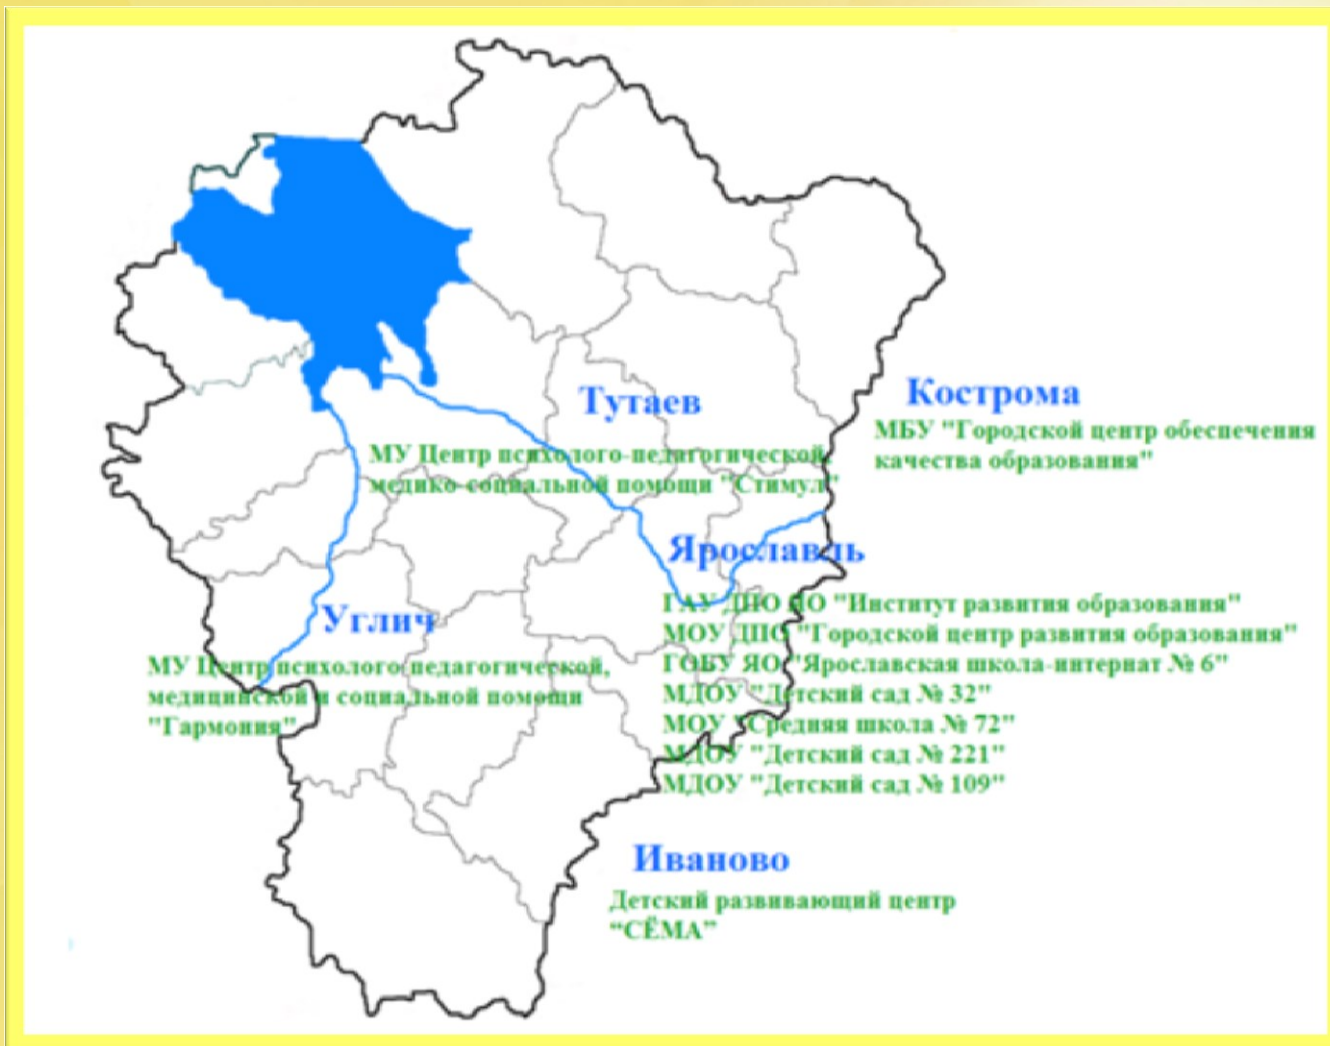 Тутаев
МУ Центр психолого-педагогической,
медико-социальной помощи "Стимул"
Кострома
МБУ "Городской центр обеспечения
качества образования"
Ярославль
ГАУ ДПО ЯО "Институт развития образования"
МОУ ДПО "Городской центр развития образования"
ГОБУ ЯО "Ярославская школа-интернат № 6"
МДОУ "Детский сад № 32"
МОУ "Средняя школа № 72"
МДОУ "Детский сад № 221"
МДОУ "Детский сад № 109"
Углич
МУ Центр психолого-педагогической,
медицинской и социальной помощи
"Гармония"
Иваново
Детский развивающий центр
“СЁМА”